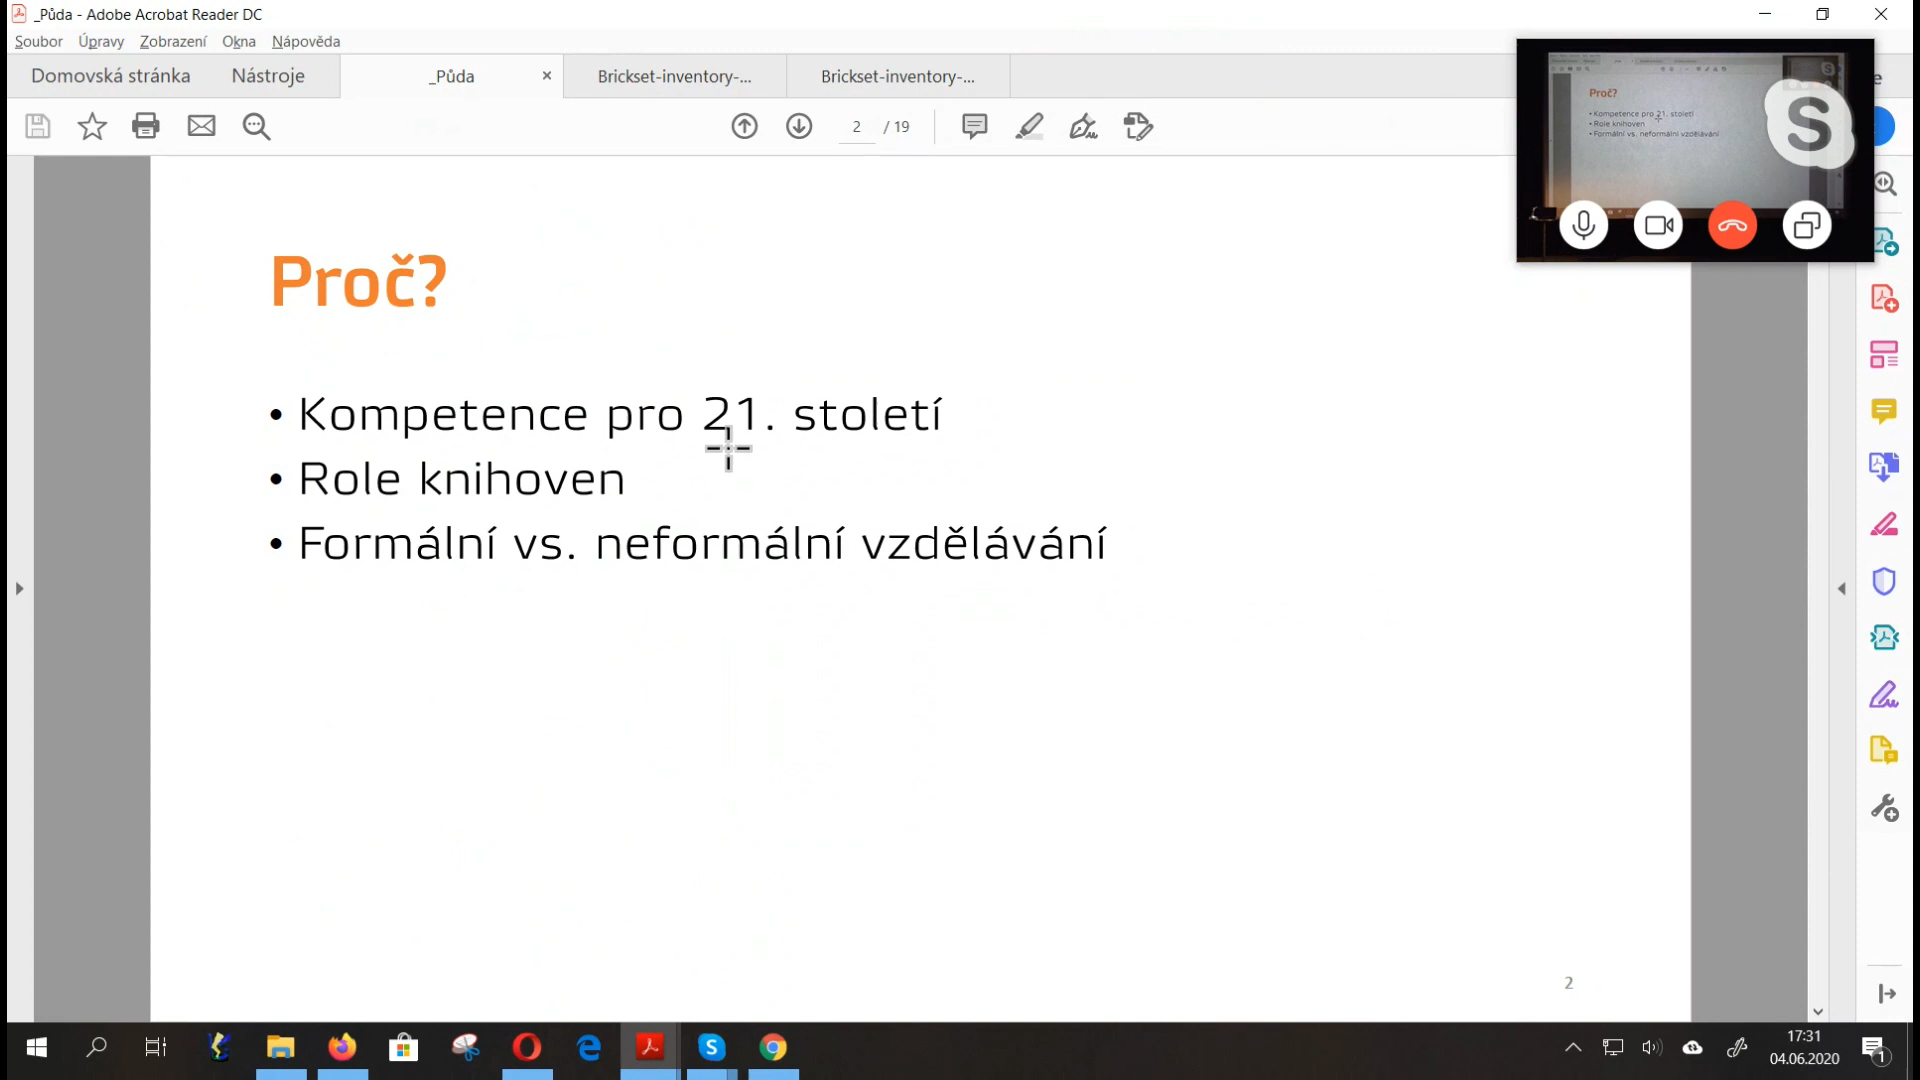 _Půda - Adobe Acrobat Reader DC
Soubor Úpravy Zobrazení Okna Nápověda
Domovská stránka Nástroje _Půda × Brickset-inventory-... Brickset-inventory-...
2 / 19
Proč?
• Kompetence pro 21. století
• Role knihoven
• Formální vs. neformální vzdělávání
2
Proč?
• Kompetence pro 21. století
• Role knihoven
• Formální vs. neformální vzdělávání
17:31
04.06.2020
1